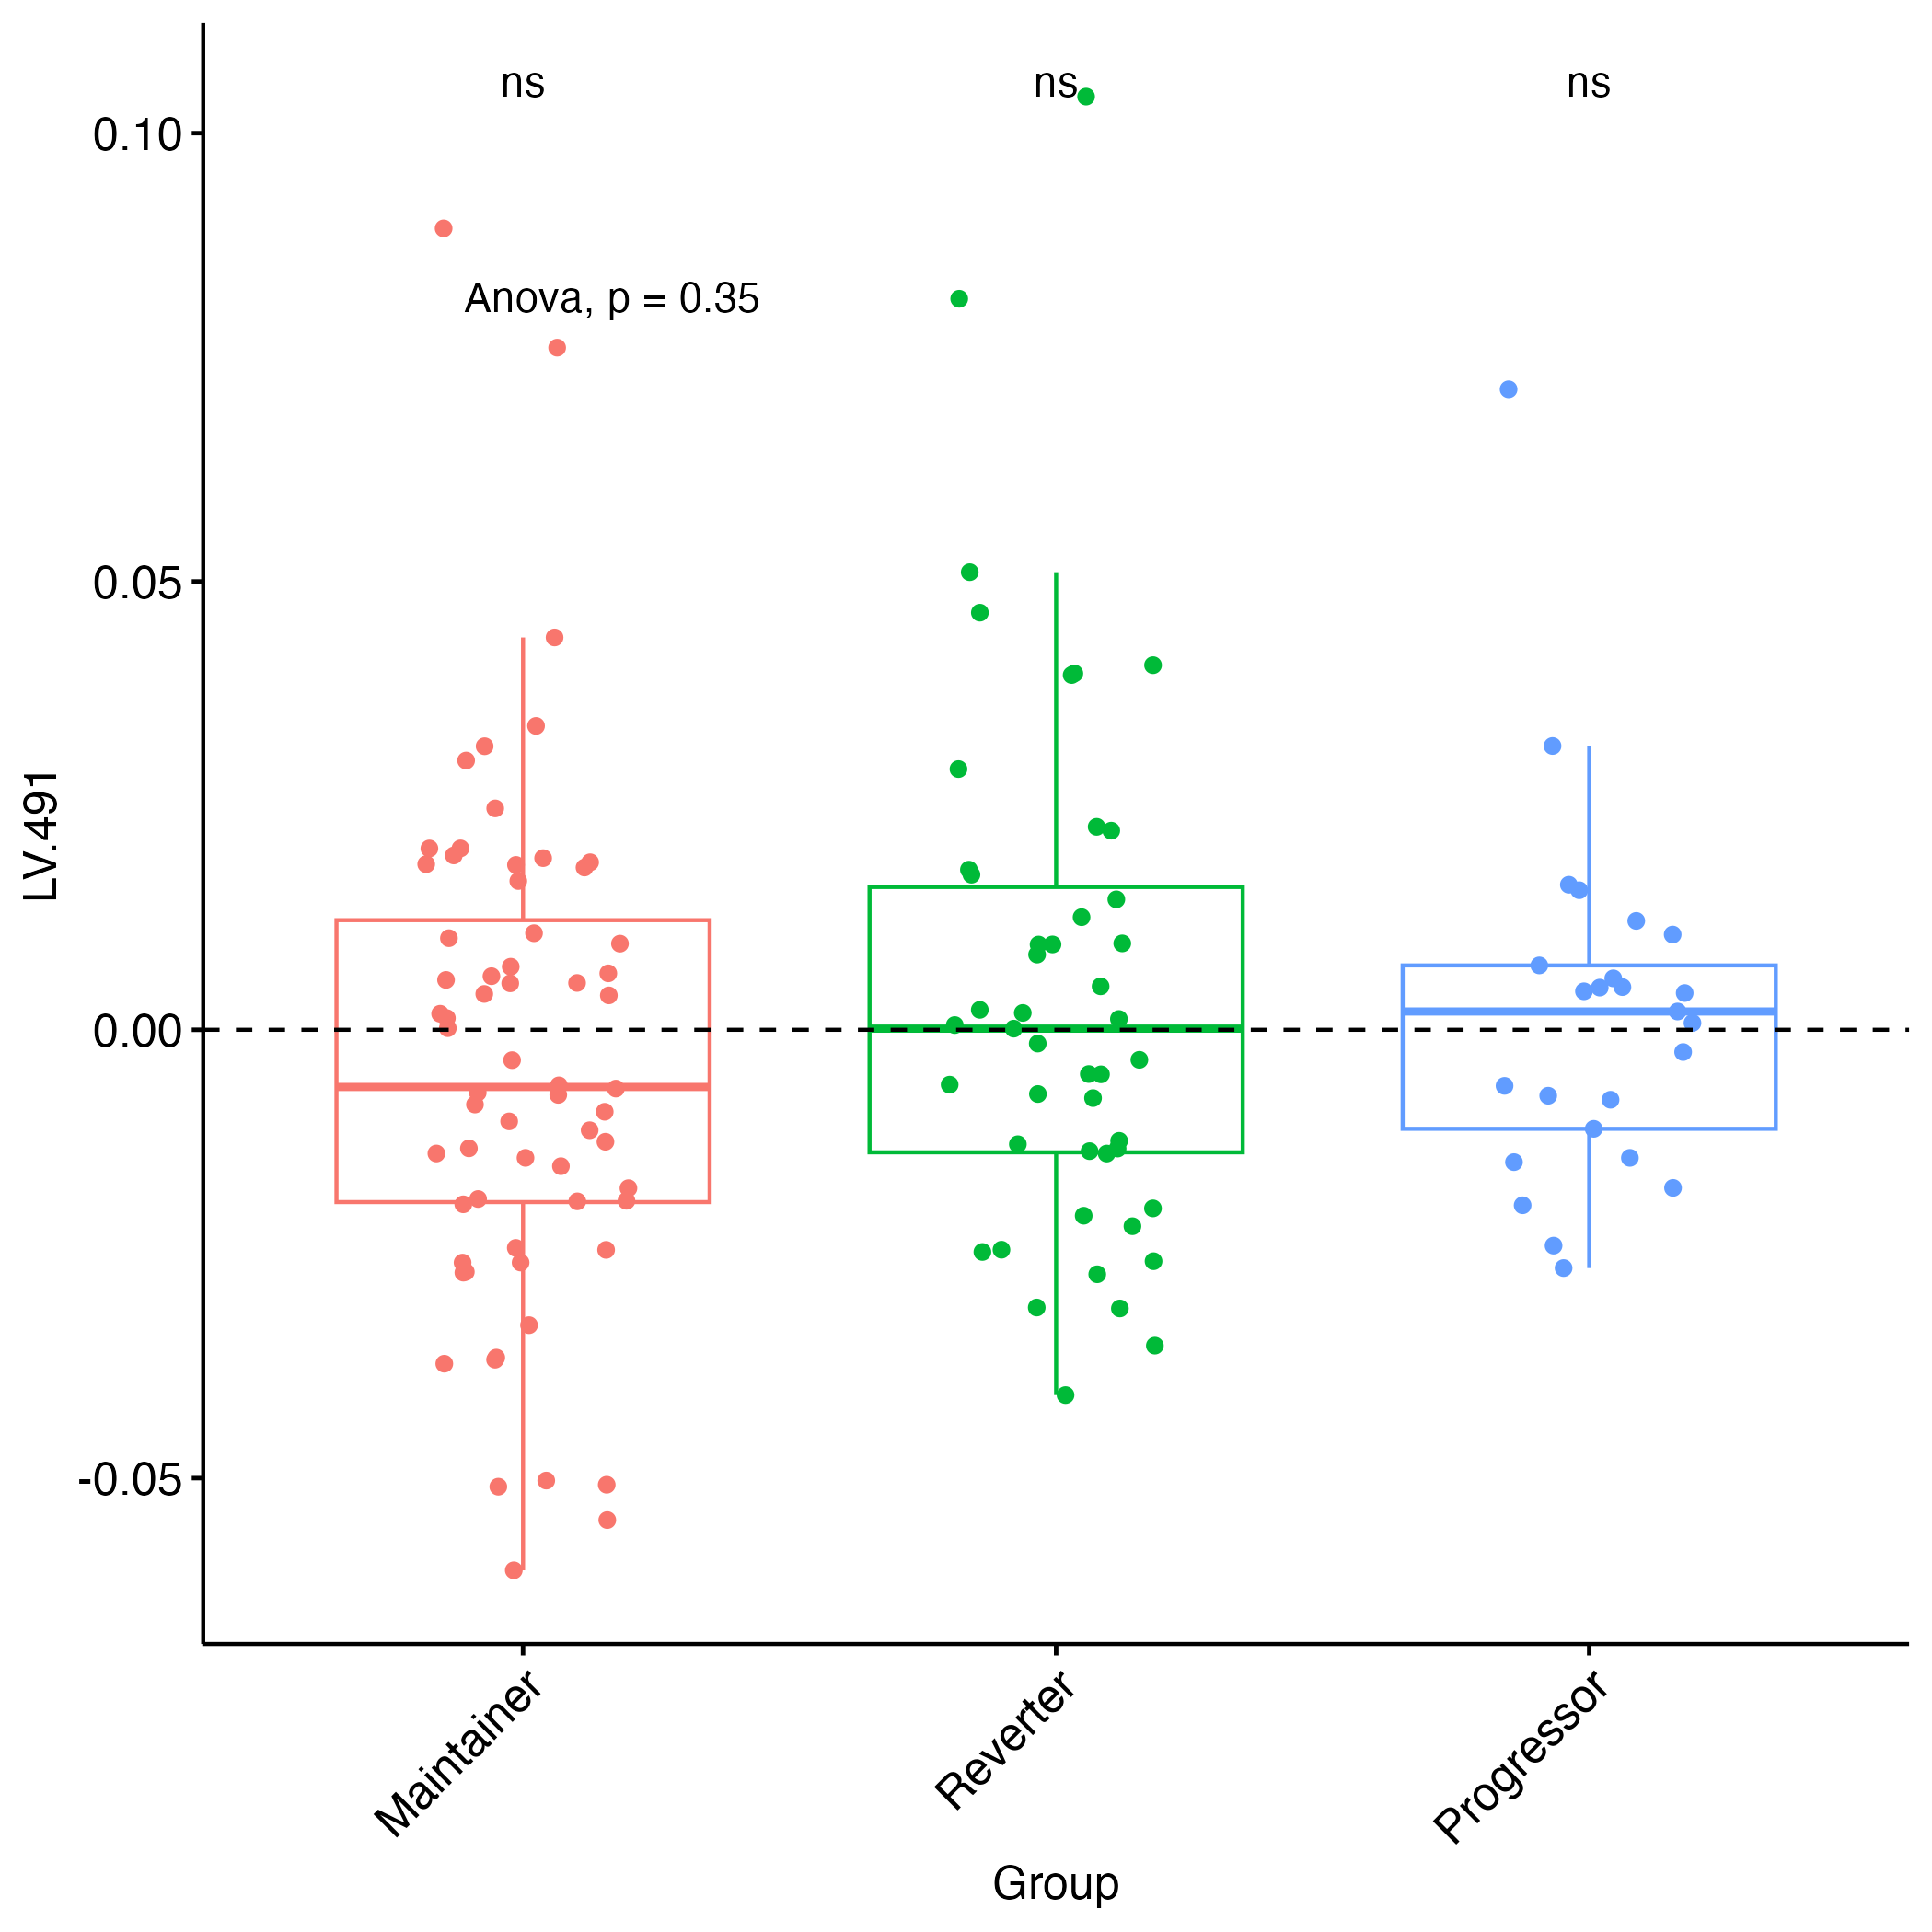 ns ns ns
0.10
Anova, p = 0.35
0.05
LV.491
0.00
-0.05
Maintainer Reverter Progressor
Group